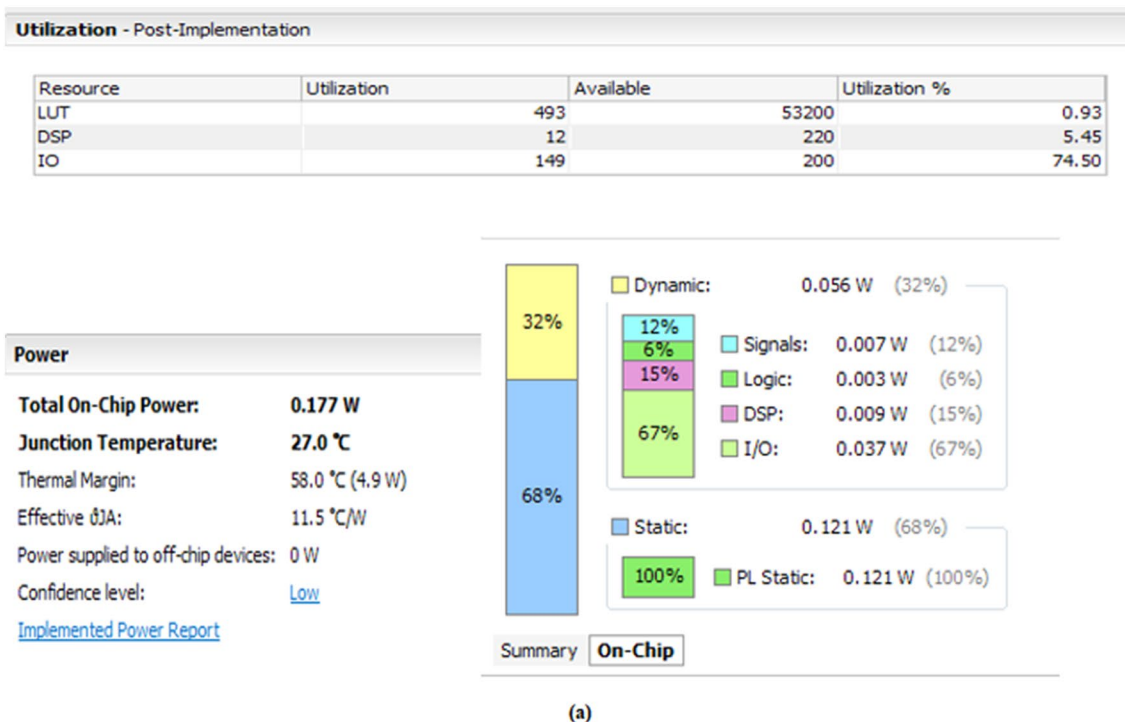 Utilization - Post-Implementation
Resource Utilization Available Utilization %
LUT 493 53200 0.93
DSP 12 220 5.45
IO 149 200 74.50
Power
Total On-Chip Power: 0.177 W
Junction Temperature: 27.0 °C
Thermal Margin: 58.0 °C (4.9 W)
Effective ϑJA: 11.5 °C/W
Power supplied to off-chip devices: 0 W
Confidence level: Low
Implemented Power Report
32%
68%
Dynamic: 0.056 W (32%)
12%
6%
15%
67%
Signals: 0.007 W (12%)
Logic: 0.003 W (6%)
DSP: 0.009 W (15%)
I/O: 0.037 W (67%)
Static: 0.121 W (68%)
100% PL Static: 0.121 W (100%)
Summary On-Chip
(a)